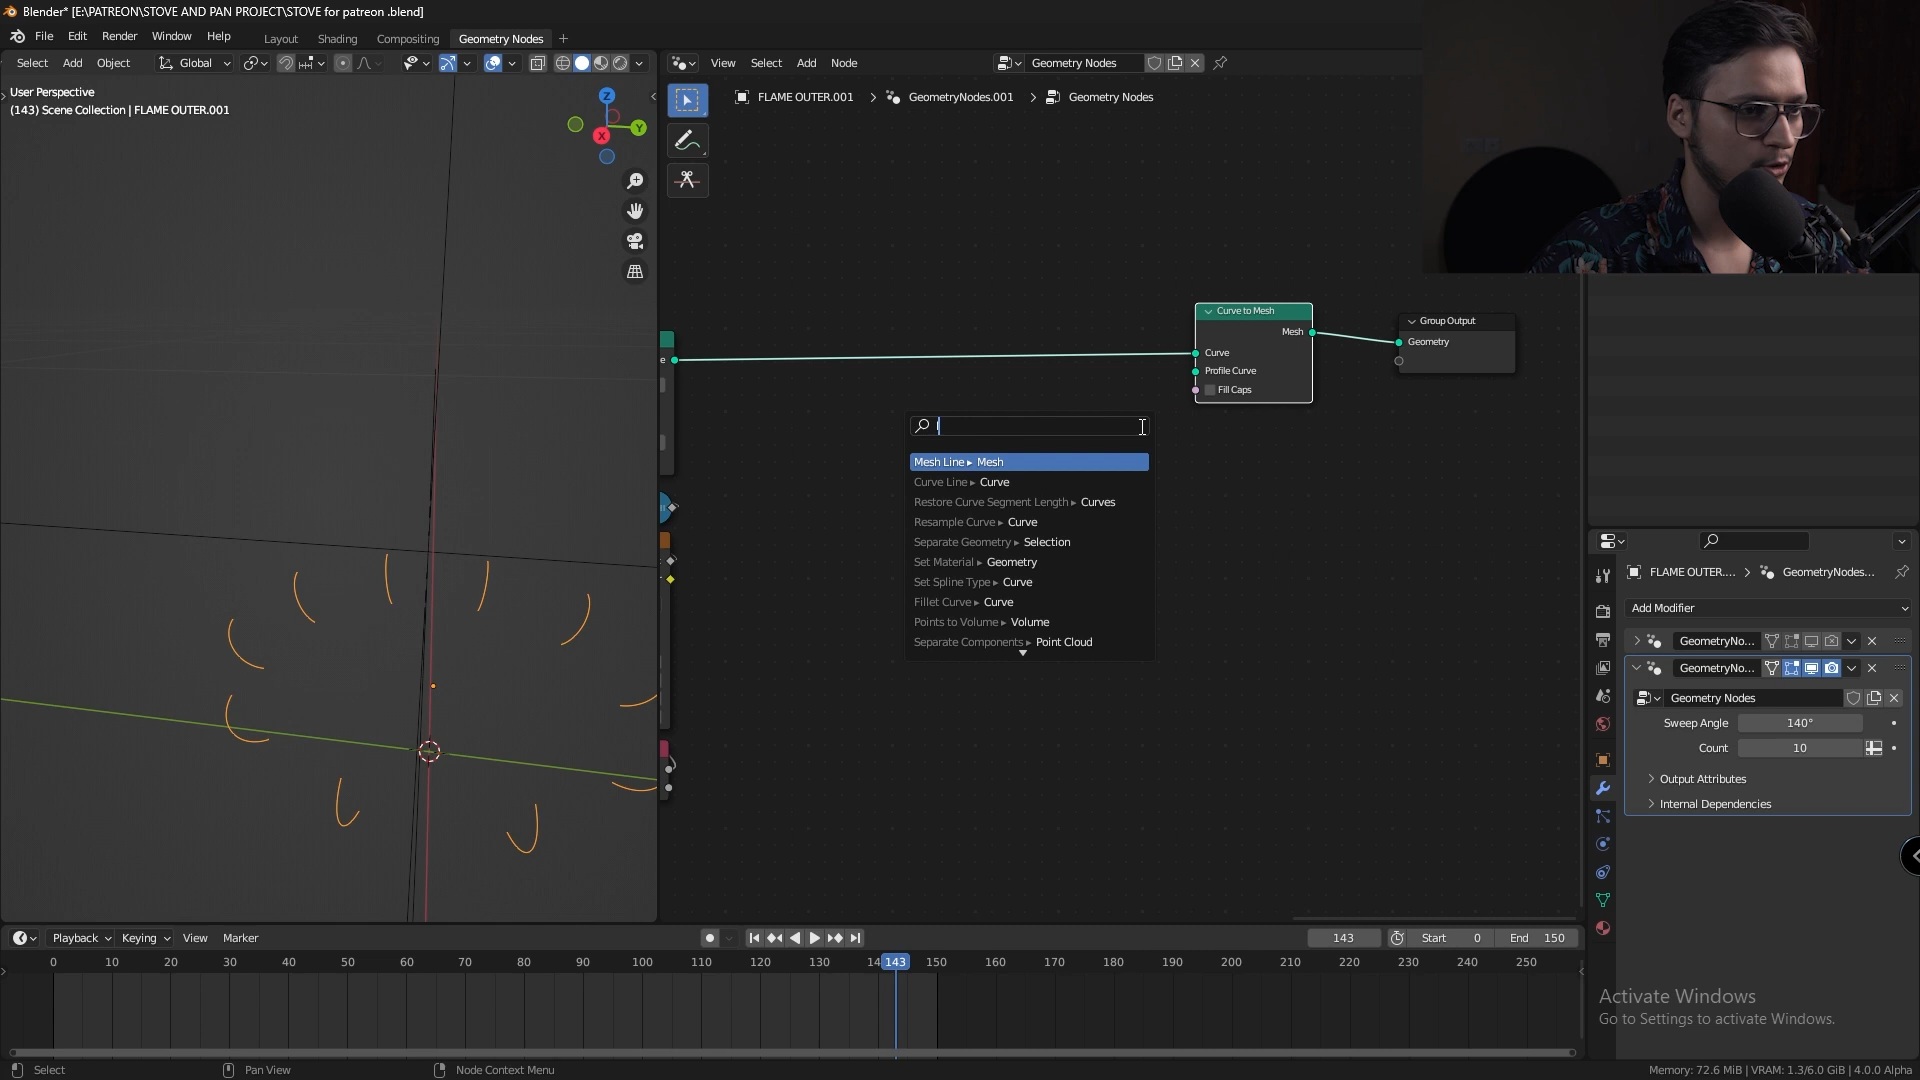 Blender* [E:\PATREON\STOVE AND PAN PROJECT\STOVE for patreon .blend]
File Edit Render Window Help Layout Shading Compositing Geometry Nodes
Select Add Object Global
View Select Add Node Geometry Nodes
User Perspective
(143) Scene Collection | FLAME OUTER.001
Z
Y
X
FLAME OUTER.001 > GeometryNodes.001 > Geometry Nodes
Curve to Mesh
Mesh
Curve
Profile Curve
Fill Caps
Group Output
Geometry
e
Mesh Line ▸ Mesh
Curve Line ▸ Curve
Restore Curve Segment Length ▸ Curves
Resample Curve ▸ Curve
Separate Geometry ▸ Selection
Set Material ▸ Geometry
Set Spline Type ▸ Curve
Fillet Curve ▸ Curve
Points to Volume ▸ Volume
Separate Components ▸ Point Cloud
FLAME OUTER.... > GeometryNodes...
Add Modifier
GeometryNo...
GeometryNo...
Geometry Nodes
Sweep Angle 140°
Count 10
Output Attributes
Internal Dependencies
Playback Keying View Marker
143 Start 0 End 150
0 10 20 30 40 50 60 70 80 90 100 110 120 130 14 143 150 160 170 180 190 200 210 220 230 240 250
Activate Windows
Go to Settings to activate Windows.
Select Pan View Node Context Menu
Memory: 72.6 MiB | VRAM: 1.3/6.0 GiB | 4.0.0 Alpha